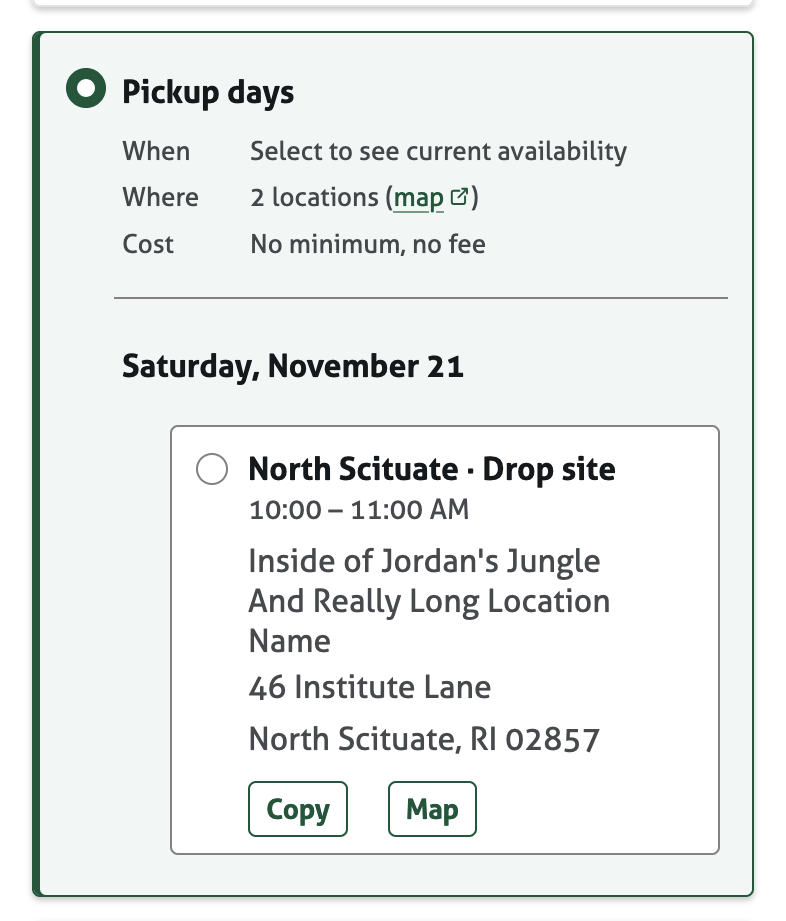 Pickup days
When Select to see current availability
Where 2 locations (map)
Cost No minimum, no fee
Saturday, November 21
North Scituate · Drop site
10:00 – 11:00 AM
Inside of Jordan's Jungle
And Really Long Location
Name
46 Institute Lane
North Scituate, RI 02857
Copy Map